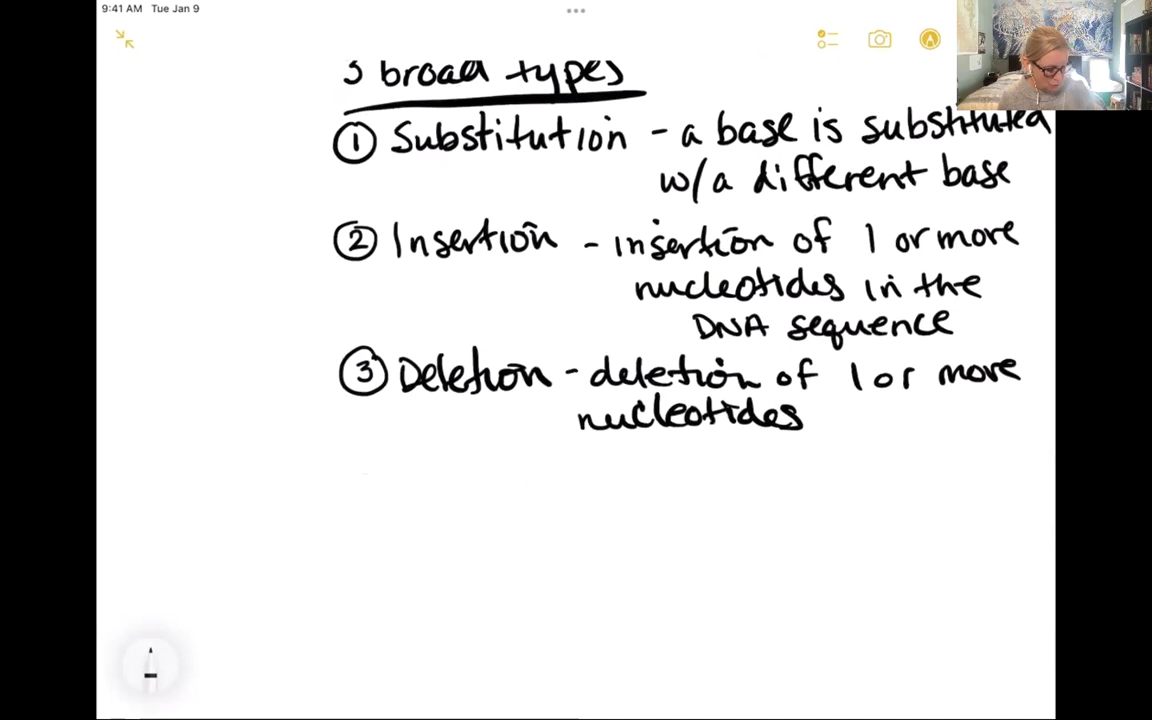 9:41 AM Tue Jan 9
3 broad types
① Substitution - a base is substituted
w/a different base
② Insertion - insertion of 1 or more
nucleotides in the
DNA sequence
③ Deletion - deletion of 1 or more
nucleotides